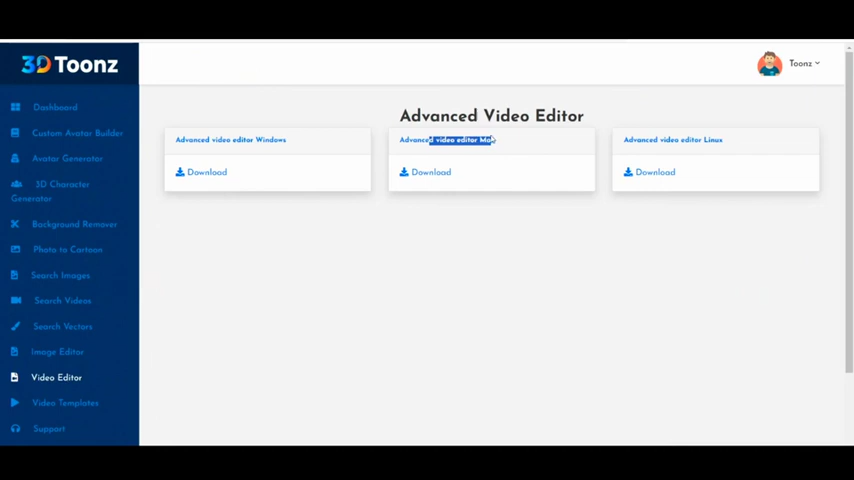 3D Toonz
Toonz
Dashboard
Custom Avatar Builder
Avatar Generator
3D Character
Generator
Background Remover
Photo to Cartoon
Search Images
Search Videos
Search Vectors
Image Editor
Video Editor
Video Templates
Support
Advanced Video Editor
Advanced video editor Windows
Download
Advanced video editor
Download
Advanced video editor Linux
Download